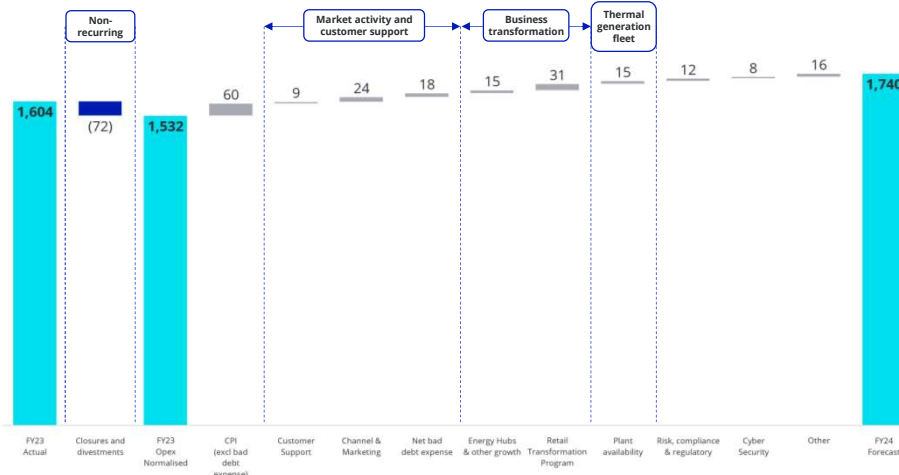 Non-
recurring
Market activity and
customer support
Business
transformation
Thermal
generation
fleet
1,604
(72)
1,532
60
9
24
18
15
31
15
12
8
16
1,740
FY23
Actual
Closures and
divestments
FY23
Opex
Normalised
CPI
(excl bad
debt
expense)
Customer
Support
Channel &
Marketing
Net bad
debt expense
Energy Hubs
& other growth
Retail
Transformation
Program
Plant
availability
Risk, compliance
& regulatory
Cyber
Security
Other
FY24
Forecast